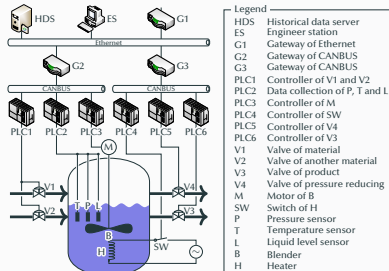 HDS
ES
G1
Ethernet
G2
G3
CANBUS
CANBUS
PLC1 PLC2 PLC3 PLC4 PLC5 PLC6
M
V1
V2
T P L
V4
V3
B
H
SW
~
Legend
HDS Historical data server
ES Engineer station
G1 Gateway of Ethernet
G2 Gateway of CANBUS
G3 Gateway of CANBUS
PLC1 Controller of V1 and V2
PLC2 Data collection of P, T and L
PLC3 Controller of M
PLC4 Controller of SW
PLC5 Controller of V4
PLC6 Controller of V3
V1 Valve of material
V2 Valve of another material
V3 Valve of product
V4 Valve of pressure reducing
M Motor of B
SW Switch of H
P Pressure sensor
T Temperature sensor
L Liquid level sensor
B Blender
H Heater